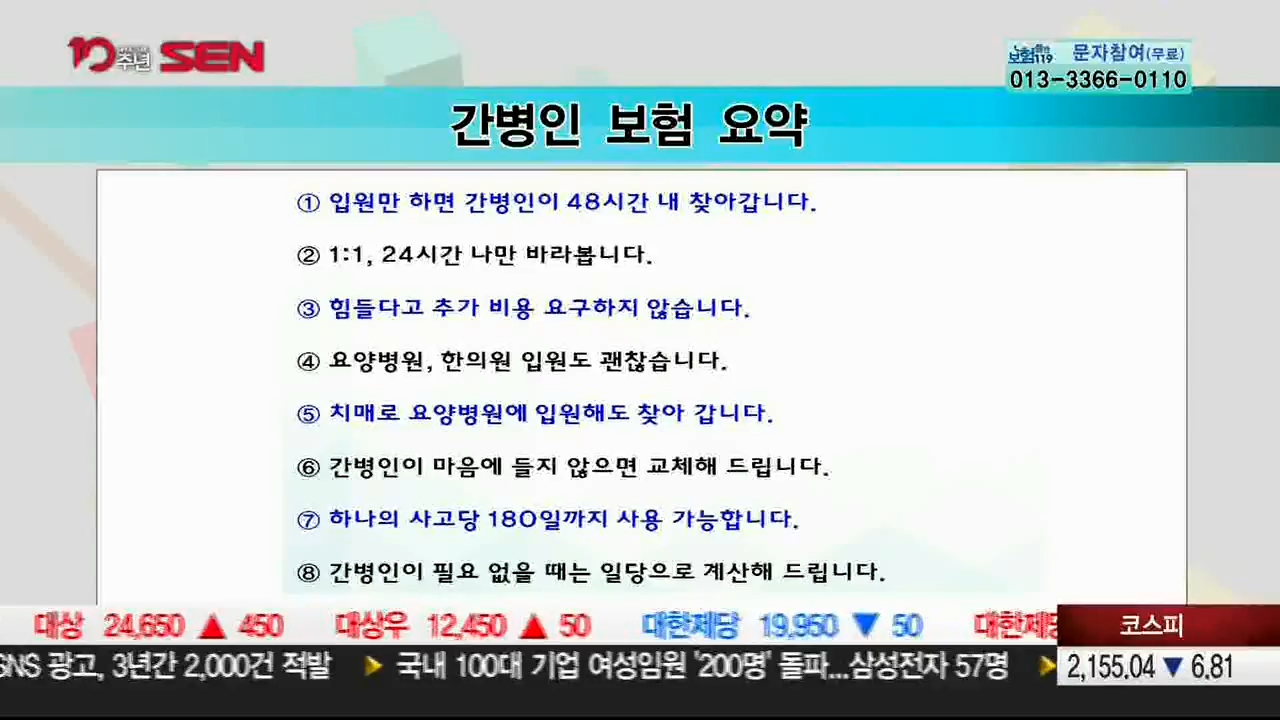 10주년 SEN
보험119 문자참여(무료)
013-3366-0110
간병인 보험 요약
① 입원만 하면 간병인이 48시간 내 찾아갑니다.
② 1:1, 24시간 나만 바라봅니다.
③ 힘들다고 추가 비용 요구하지 않습니다.
④ 요양병원, 한의원 입원도 괜찮습니다.
⑤ 치매로 요양병원에 입원해도 찾아 갑니다.
⑥ 간병인이 마음에 들지 않으면 교체해 드립니다.
⑦ 하나의 사고당 180일까지 사용 가능합니다.
⑧ 간병인이 필요 없을 때는 일당으로 계산해 드립니다.
대상 24,650 ▲ 450 대상우 12,450 ▲ 50 대한제당 19,950 ▼ 50 대한제당 코스피
SNS 광고, 3년간 2,000건 적발 ▶ 국내 100대 기업 여성임원 '200명' 돌파...삼성전자 57명 ▶ 2,155.04 ▼ 6.81